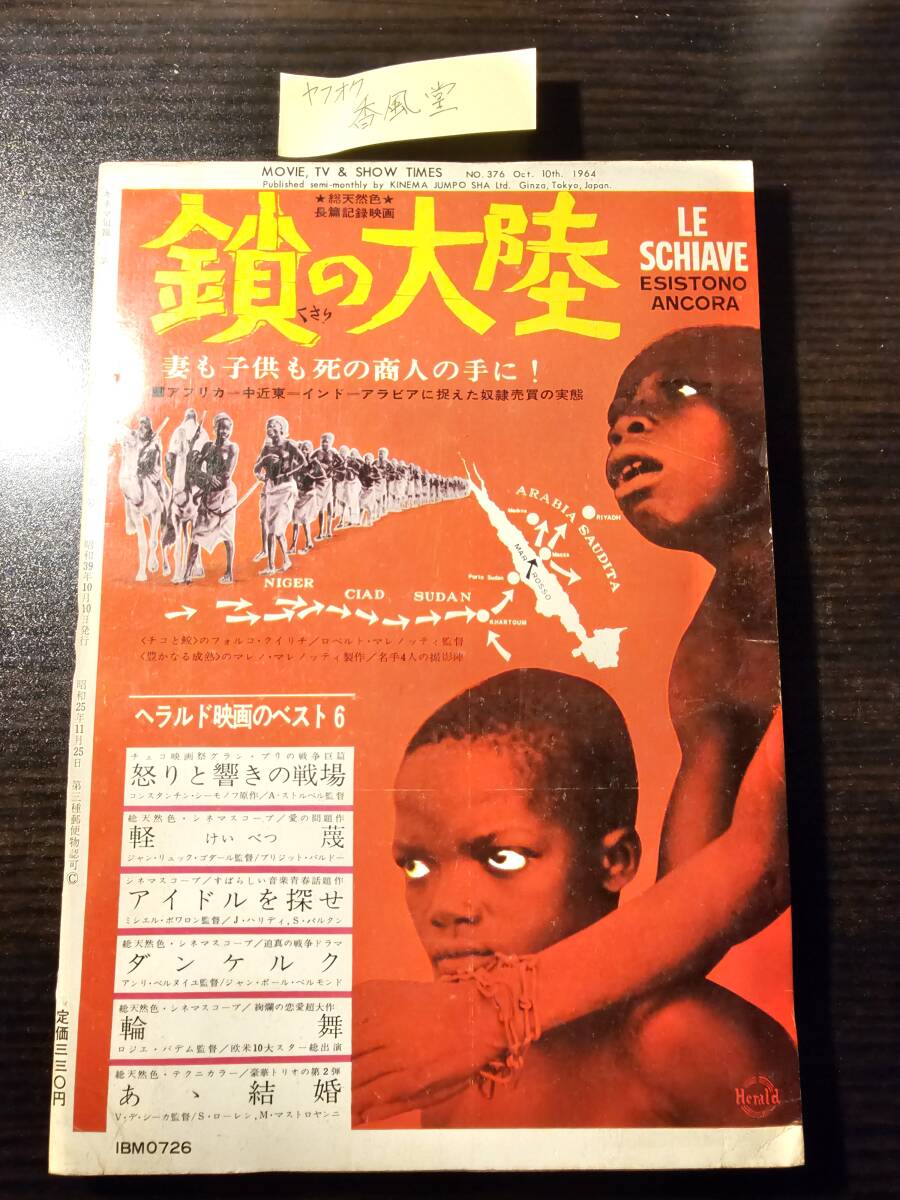 ヤフオク
香風堂
MOVIE, TV & SHOW TIMES NO. 376 Oct. 10th. 1964
Published semi-monthly by KINEMA JUMPO SHA Ltd. Ginza, Tokyo, Japan.
★総天然色★
長篇記録映画
鎖の大陸
くさり
LE
SCHIAVE
ESISTONO
ANCORA
妻も子供も死の商人の手に!
アフリカ―中近東=インド―アラビアに捉えた奴隷売買の実態
ARABIA SAUDITA
Medina
RIYADH
Mecca
MAR ROSSO
Porto Sudan
NIGER
CIAD
SUDAN
KHARTOUM
〈チコと鮫〉のフォルコ・クイリチ/ロベルト・マレノッティ監督
〈豊かなる成熟〉のマレノ・マレノッティ製作/名手4人の撮影陣
ヘラルド映画のベスト6
チェコ映画祭グラン・プリの戦争巨篇
怒りと響きの戦場
コンスタンチン・シーモノフ原作/A・ストルペル監督
総天然色・シネマスコープ/愛の問題作
軽蔑
けいべつ
ジャン・リュック・ゴダール監督/ブリジット・バルドー
シネマスコープ/すばらしい音楽青春話題作
アイドルを探せ
ミシエル・ボワロン監督/J・ハリディ,S・バルタン
総天然色・シネマスコープ/迫真の戦争ドラマ
ダンケルク
アンリ・ベルヌイユ監督/ジャン・ポール・ベルモンド
総天然色・シネマスコープ/絢爛の恋愛超大作
輪舞
ロジエ・バデム監督/欧米10大スター総出演
総天然色・テクニカラー/豪華トリオの第2弾
あゝ結婚
V・デ・シーカ監督/S・ローレン,M・マストロヤンニ
Herald
昭和39年10月10日発行
昭和25年11月25日 第三種郵便物認可Ⓒ
定価三三〇円
IBM0726